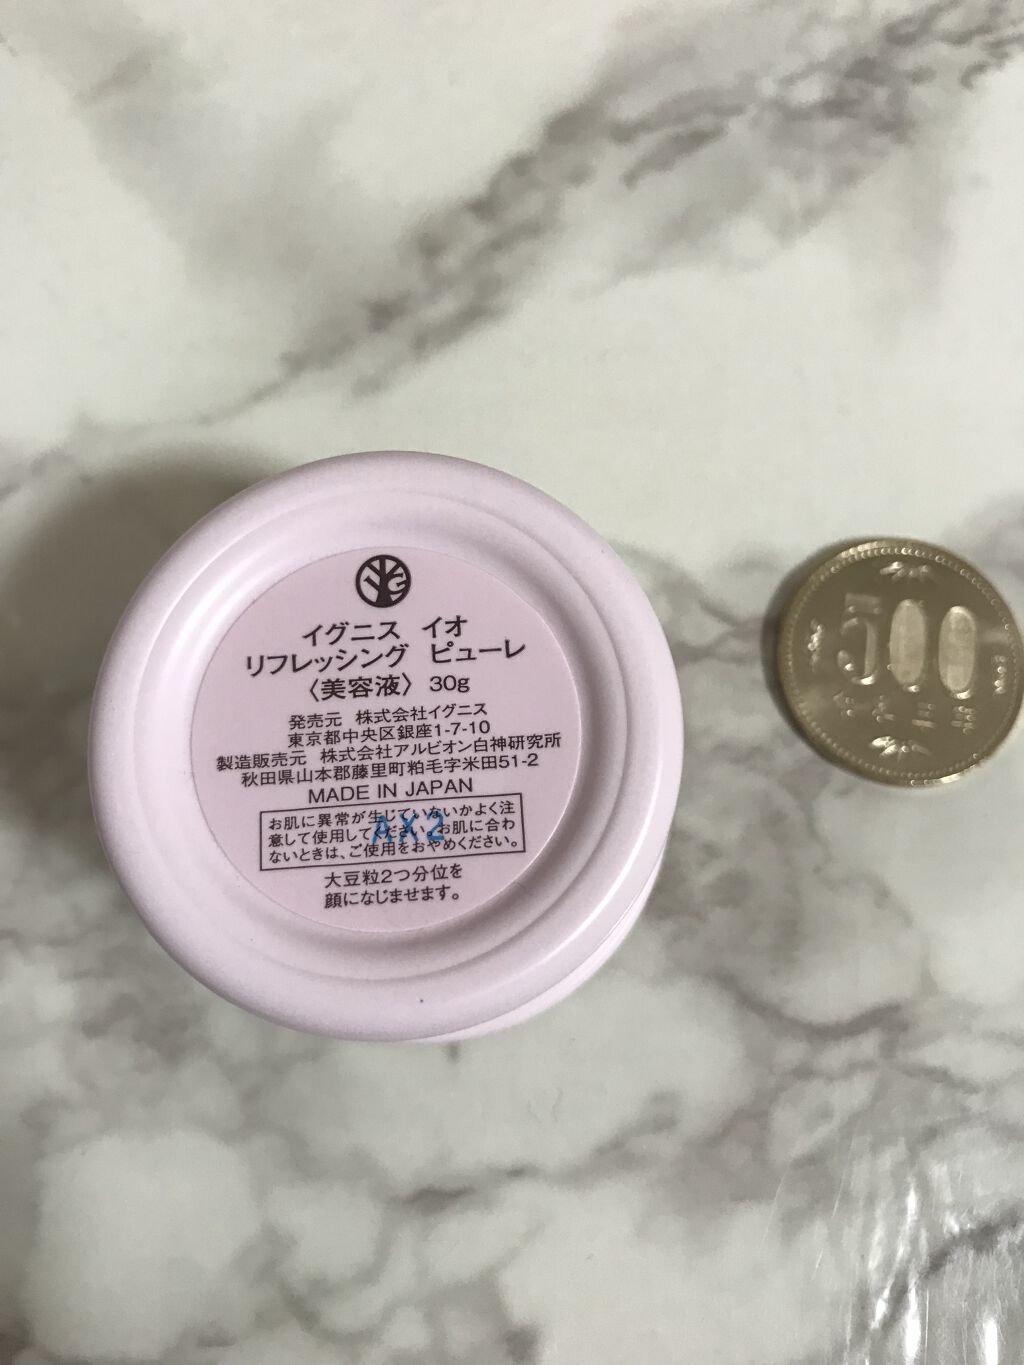 イグニス イオ
リフレッシング ピューレ
〈美容液〉 30g
発売元 株式会社イグニス
東京都中央区銀座1-7-10
製造販売元 株式会社アルビオン白神研究所
秋田県山本郡藤里町粕毛字米田51-2
MADE IN JAPAN
お肌に異常が生じていないかよく注
意して使用してください。お肌に合わ
ないときは、ご使用をおやめください。
AX2
大豆粒2つ分位を
顔になじませます。
500